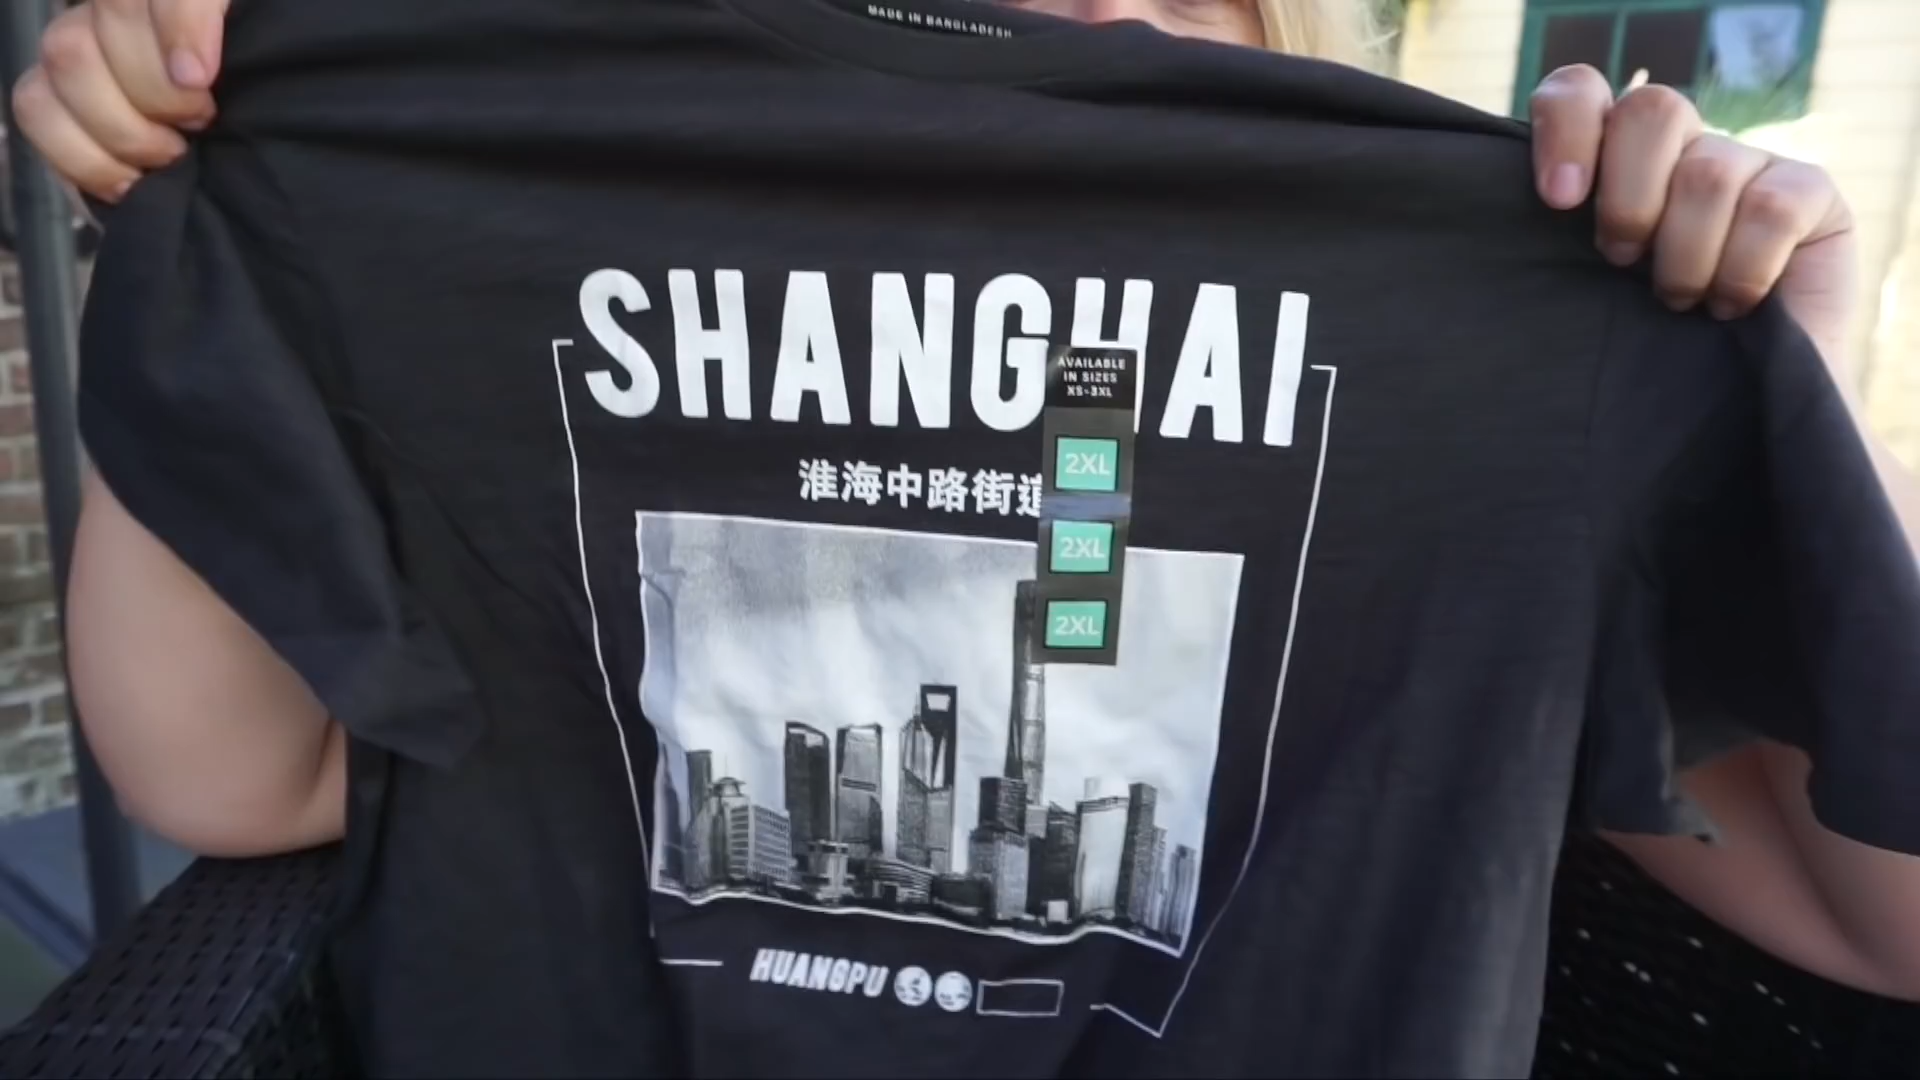 MADE IN BANGLADESH
SHANGHAI
AVAILABLE
IN SIZES
XS-3XL
淮海中路街道
2XL
2XL
2XL
HUANGPU